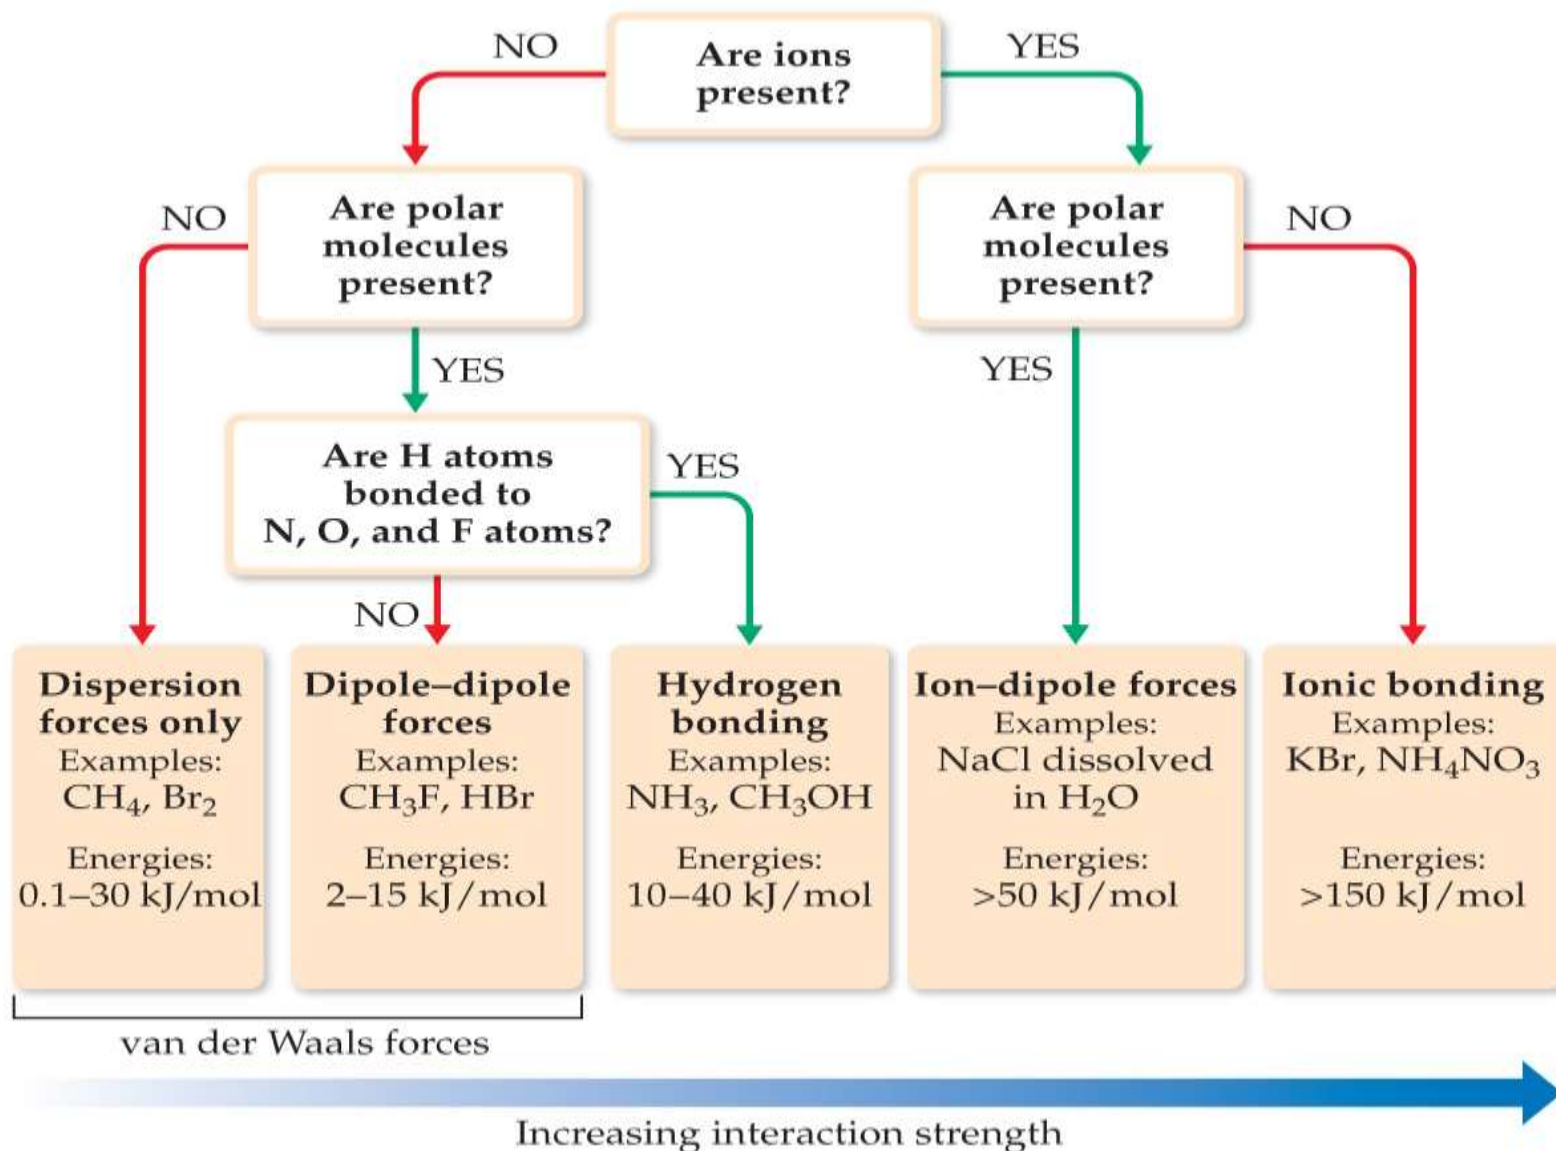 NO
Are ions
present?
YES
NO
Are polar
molecules
present?
YES
Are polar
molecules
present?
NO
YES
Are H atoms
bonded to
N, O, and F atoms?
YES
NO
Dispersion
forces only
Examples:
CH₄, Br₂
Energies:
0.1–30 kJ/mol
Dipole–dipole
forces
Examples:
CH₃F, HBr
Energies:
2–15 kJ/mol
Hydrogen
bonding
Examples:
NH₃, CH₃OH
Energies:
10–40 kJ/mol
Ion–dipole forces
Examples:
NaCl dissolved
in H₂O
Energies:
>50 kJ/mol
Ionic bonding
Examples:
KBr, NH₄NO₃
Energies:
>150 kJ/mol
van der Waals forces
Increasing interaction strength